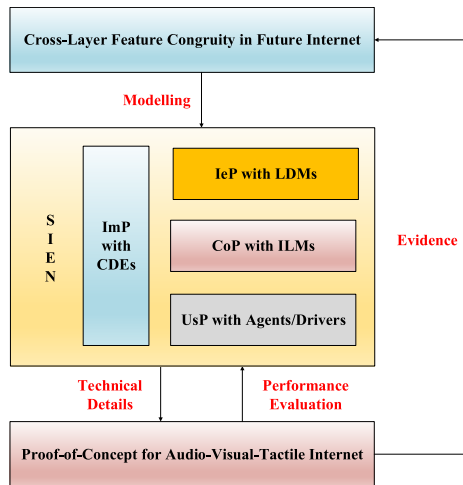 Cross-Layer Feature Congruity in Future Internet
Modelling
S
I
E
N
ImP
with
CDEs
IeP with LDMs
CoP with ILMs
UsP with Agents/Drivers
Evidence
Technical
Details
Performance
Evaluation
Proof-of-Concept for Audio-Visual-Tactile Internet